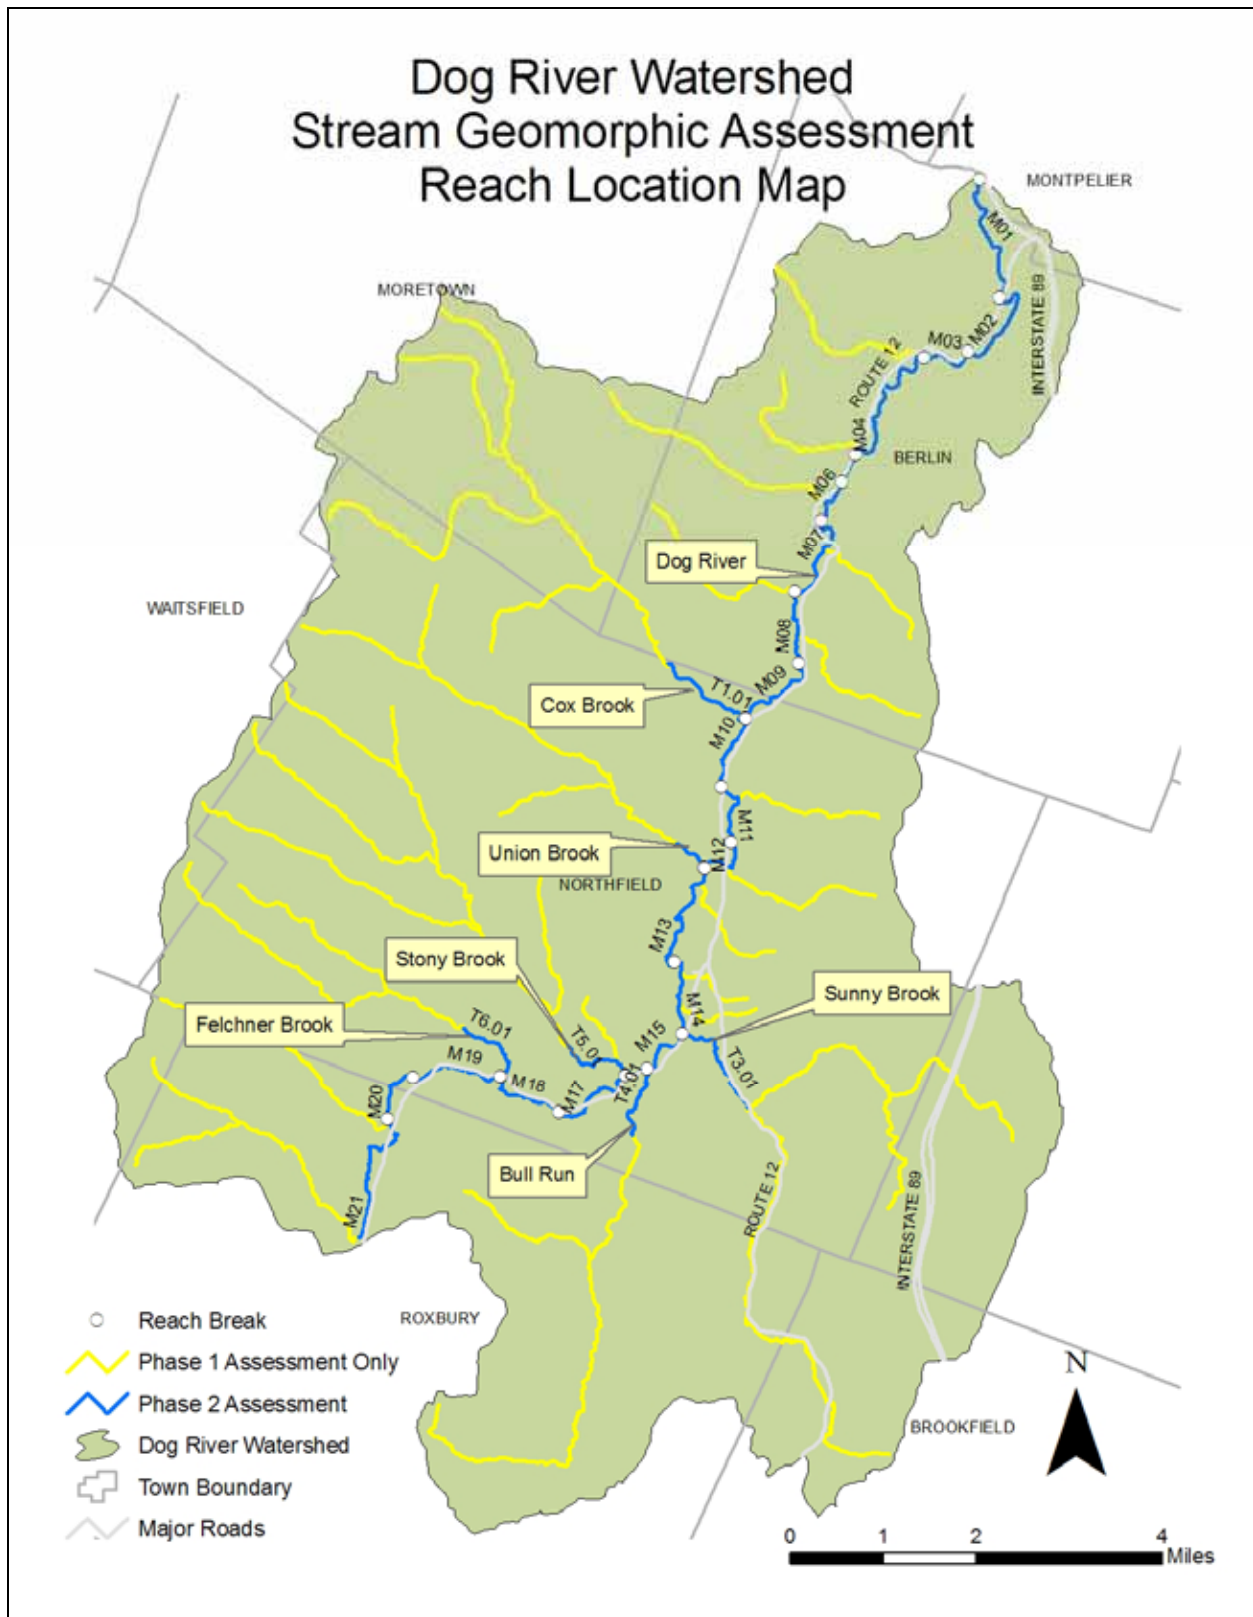 Dog River Watershed
Stream Geomorphic Assessment
Reach Location Map
MONTPELIER
M01
MORETOWN
INTERSTATE 89
M02
M03
ROUTE 12
M04
BERLIN
M06
M07
Dog River
WAITSFIELD
M08
M09
T1.01
Cox Brook
M10
M11
M12
Union Brook
NORTHFIELD
M13
Stony Brook
Sunny Brook
Felchner Brook
M14
T6.01
T5.01
M15
M19
T3.01
M18
T4.01
M17
M20
Bull Run
M21
ROUTE 12
INTERSTATE 89
ROXBURY
Reach Break
Phase 1 Assessment Only
Phase 2 Assessment
Dog River Watershed
Town Boundary
Major Roads
N
BROOKFIELD
0 1 2 4
Miles